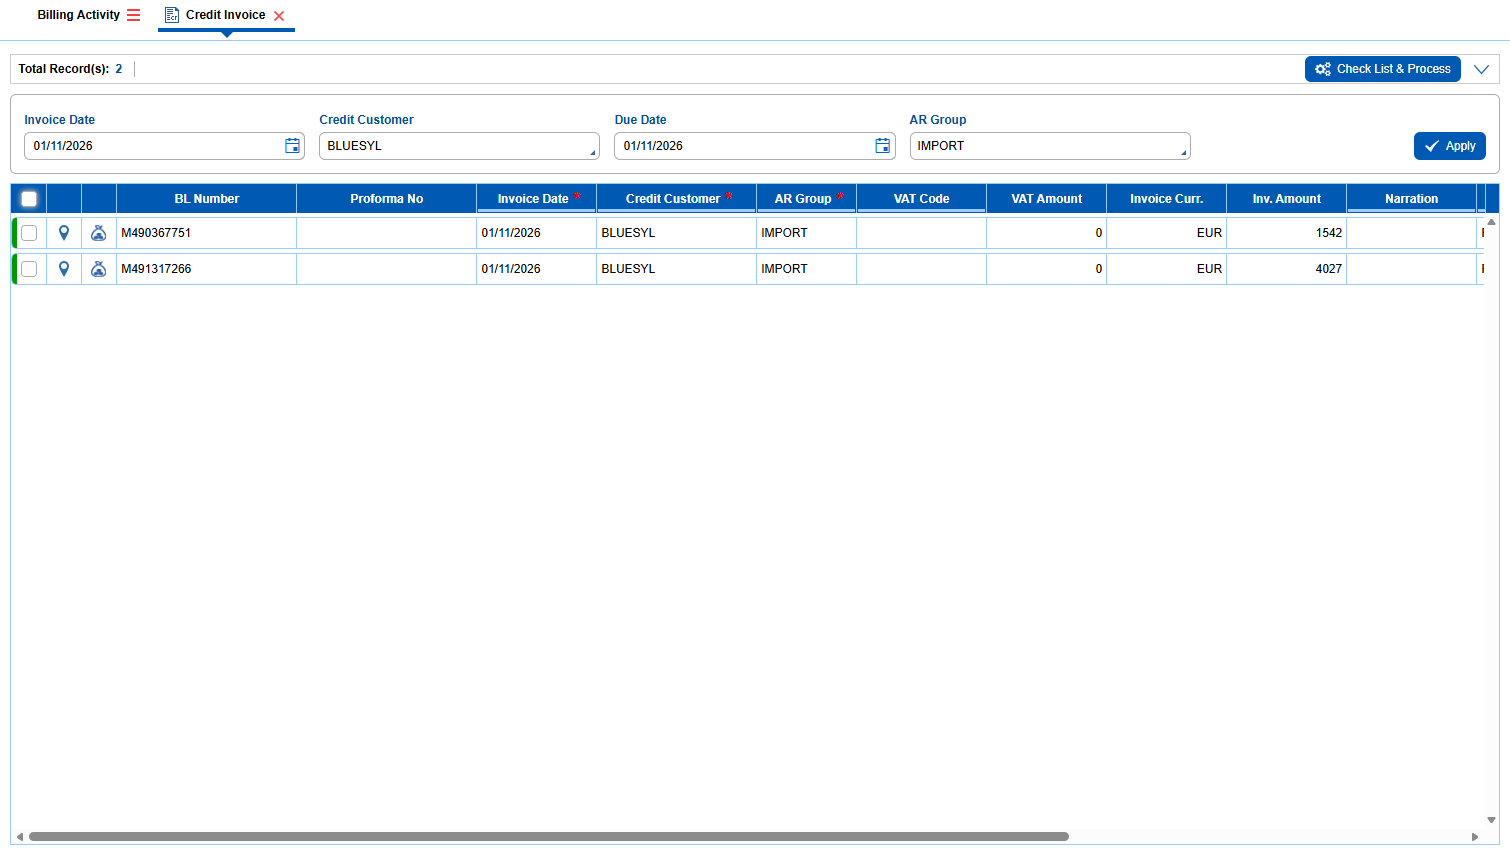 Billing Activity
Credit Invoice
Total Record(s): 2
Check List & Process
Invoice Date
Credit Customer
Due Date
AR Group
01/11/2026
BLUESYL
01/11/2026
IMPORT
Apply
BL Number Proforma No Invoice Date * Credit Customer * AR Group * VAT Code VAT Amount Invoice Curr. Inv. Amount Narration
M490367751 01/11/2026 BLUESYL IMPORT 0 EUR 1542
M491317266 01/11/2026 BLUESYL IMPORT 0 EUR 4027